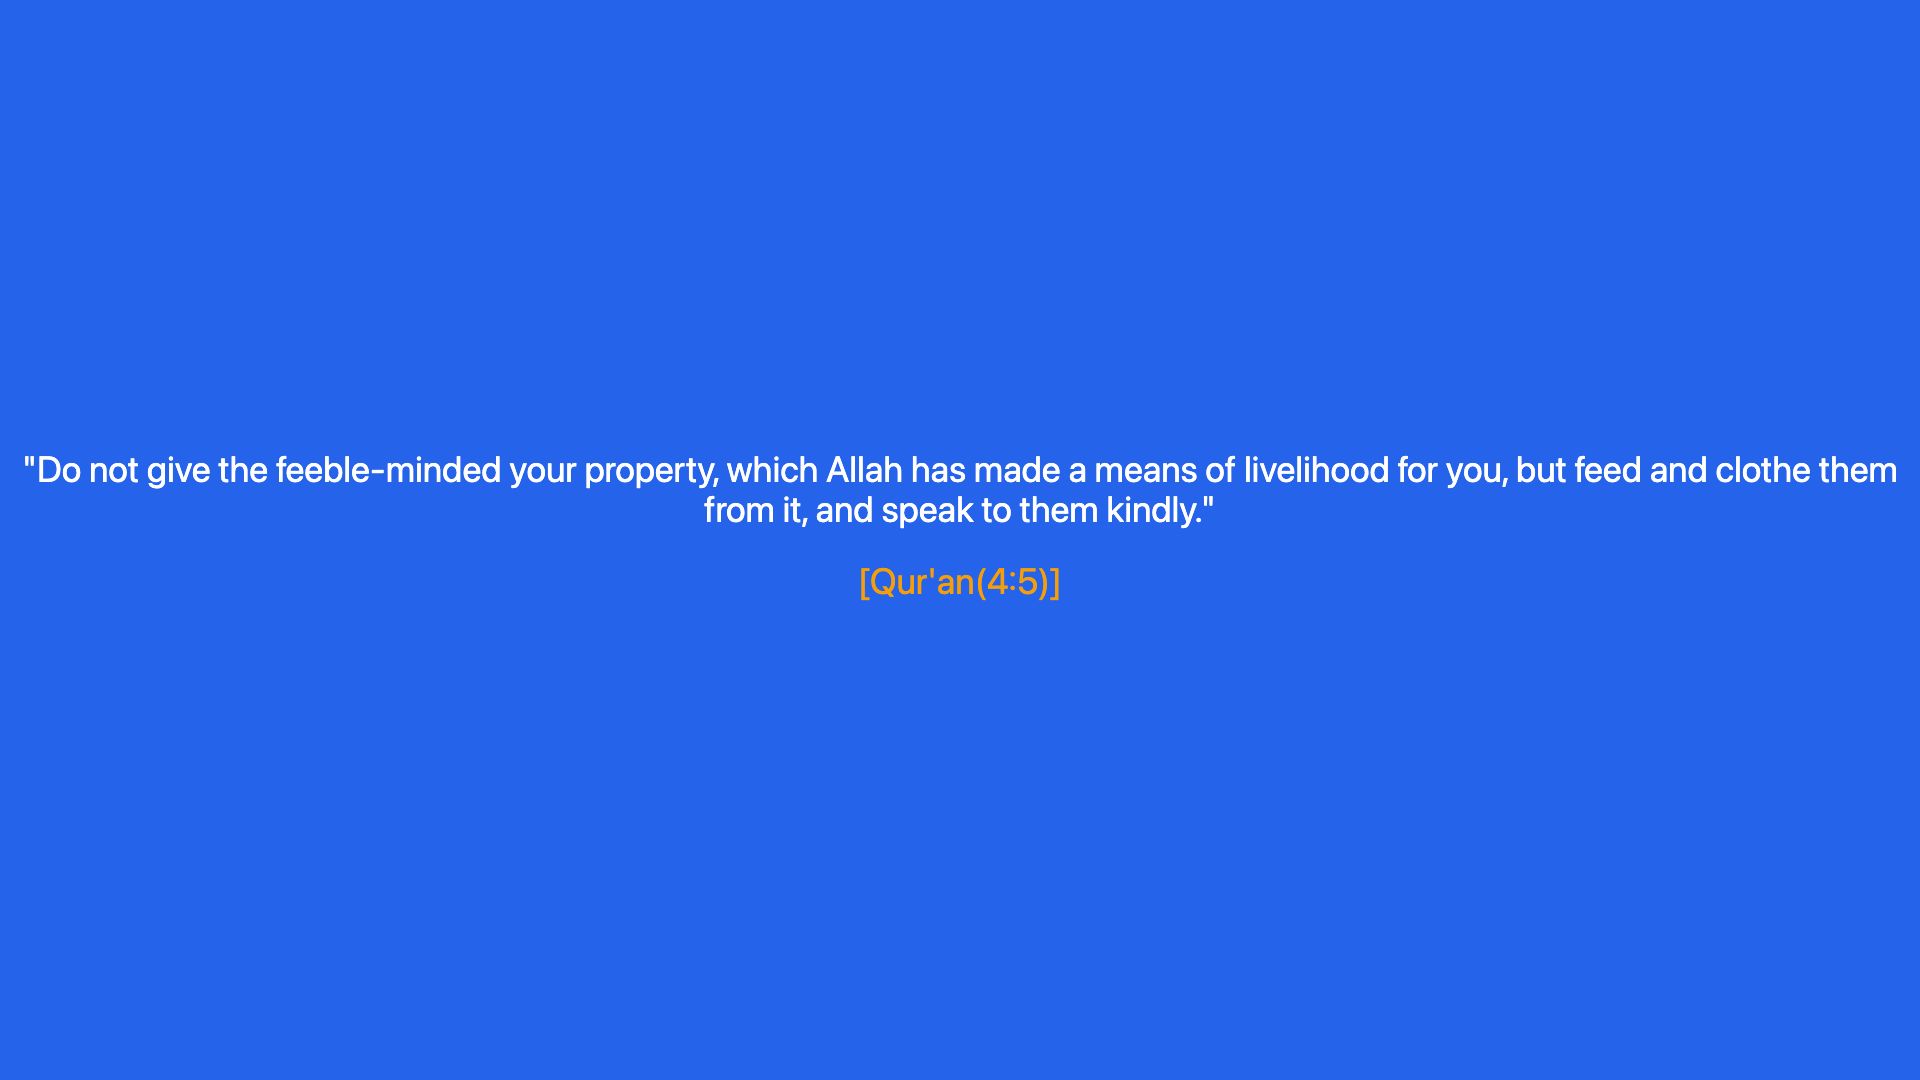 "Do not give the feeble-minded your property, which Allah has made a means of livelihood for you, but feed and clothe them
from it, and speak to them kindly."
[Qur'an(4:5)]